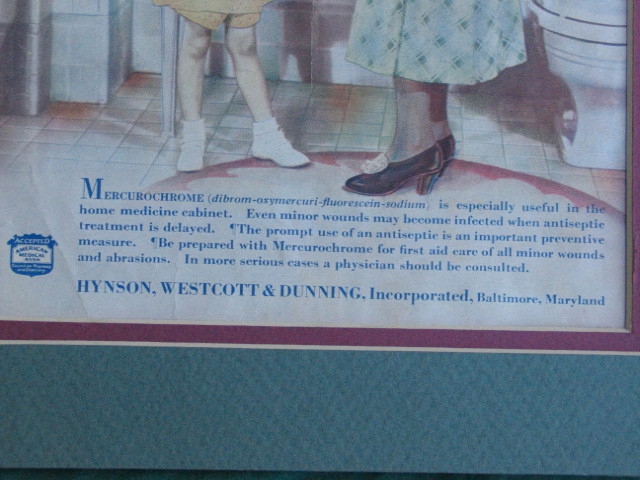 MERCUROCHROME (dibrom-oxymercuri-fluorescein-sodium) is especially useful in the
home medicine cabinet. Even minor wounds may become infected when antiseptic
treatment is delayed. ¶The prompt use of an antiseptic is an important preventive
measure. ¶Be prepared with Mercurochrome for first aid care of all minor wounds
and abrasions. In more serious cases a physician should be consulted.
HYNSON, WESTCOTT & DUNNING, Incorporated, Baltimore, Maryland
ACCEPTED
AMERICAN
MEDICAL
ASSN